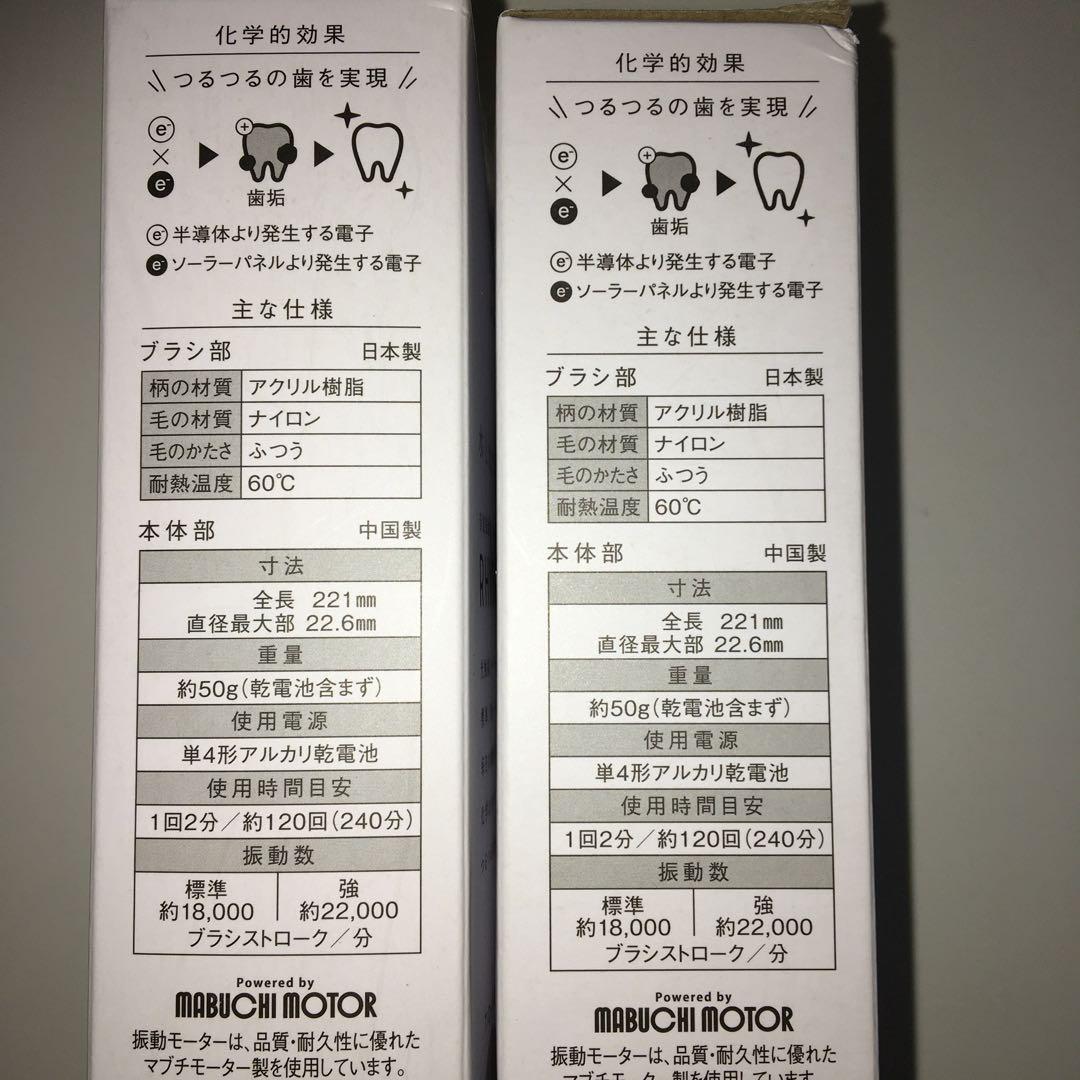 化学的効果
つるつるの歯を実現
e-
×
e-
+
歯垢
e- 半導体より発生する電子
e- ソーラーパネルより発生する電子
主な仕様
ブラシ部 日本製
柄の材質 アクリル樹脂
毛の材質 ナイロン
毛のかたさ ふつう
耐熱温度 60℃
本体部 中国製
寸法
全長 221㎜
直径最大部 22.6㎜
重量
約50g(乾電池含まず)
使用電源
単4形アルカリ乾電池
使用時間目安
1回2分／約120回(240分)
振動数
標準 強
約18,000 約22,000
ブラシストローク／分
Powered by
MABUCHI MOTOR
振動モーターは、品質・耐久性に優れた
マブチモーター製を使用しています。
化学的効果
つるつるの歯を実現
e-
×
e-
+
歯垢
e- 半導体より発生する電子
e- ソーラーパネルより発生する電子
主な仕様
ブラシ部 日本製
柄の材質 アクリル樹脂
毛の材質 ナイロン
毛のかたさ ふつう
耐熱温度 60℃
本体部 中国製
寸法
全長 221㎜
直径最大部 22.6㎜
重量
約50g(乾電池含まず)
使用電源
単4形アルカリ乾電池
使用時間目安
1回2分／約120回(240分)
振動数
標準 強
約18,000 約22,000
ブラシストローク／分
Powered by
MABUCHI MOTOR
振動モーターは、品質・耐久性に優れた
マブチモーター製を使用しています